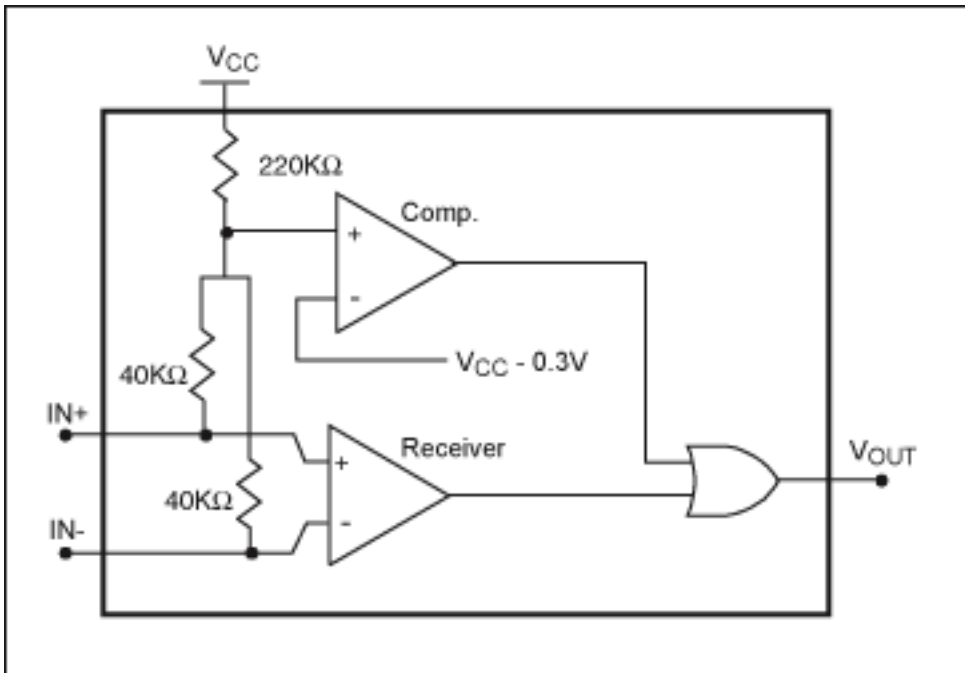 VCC
220KΩ
Comp.
+
-
VCC - 0.3V
40KΩ
IN+
Receiver
+
VOUT
40KΩ
-
IN-